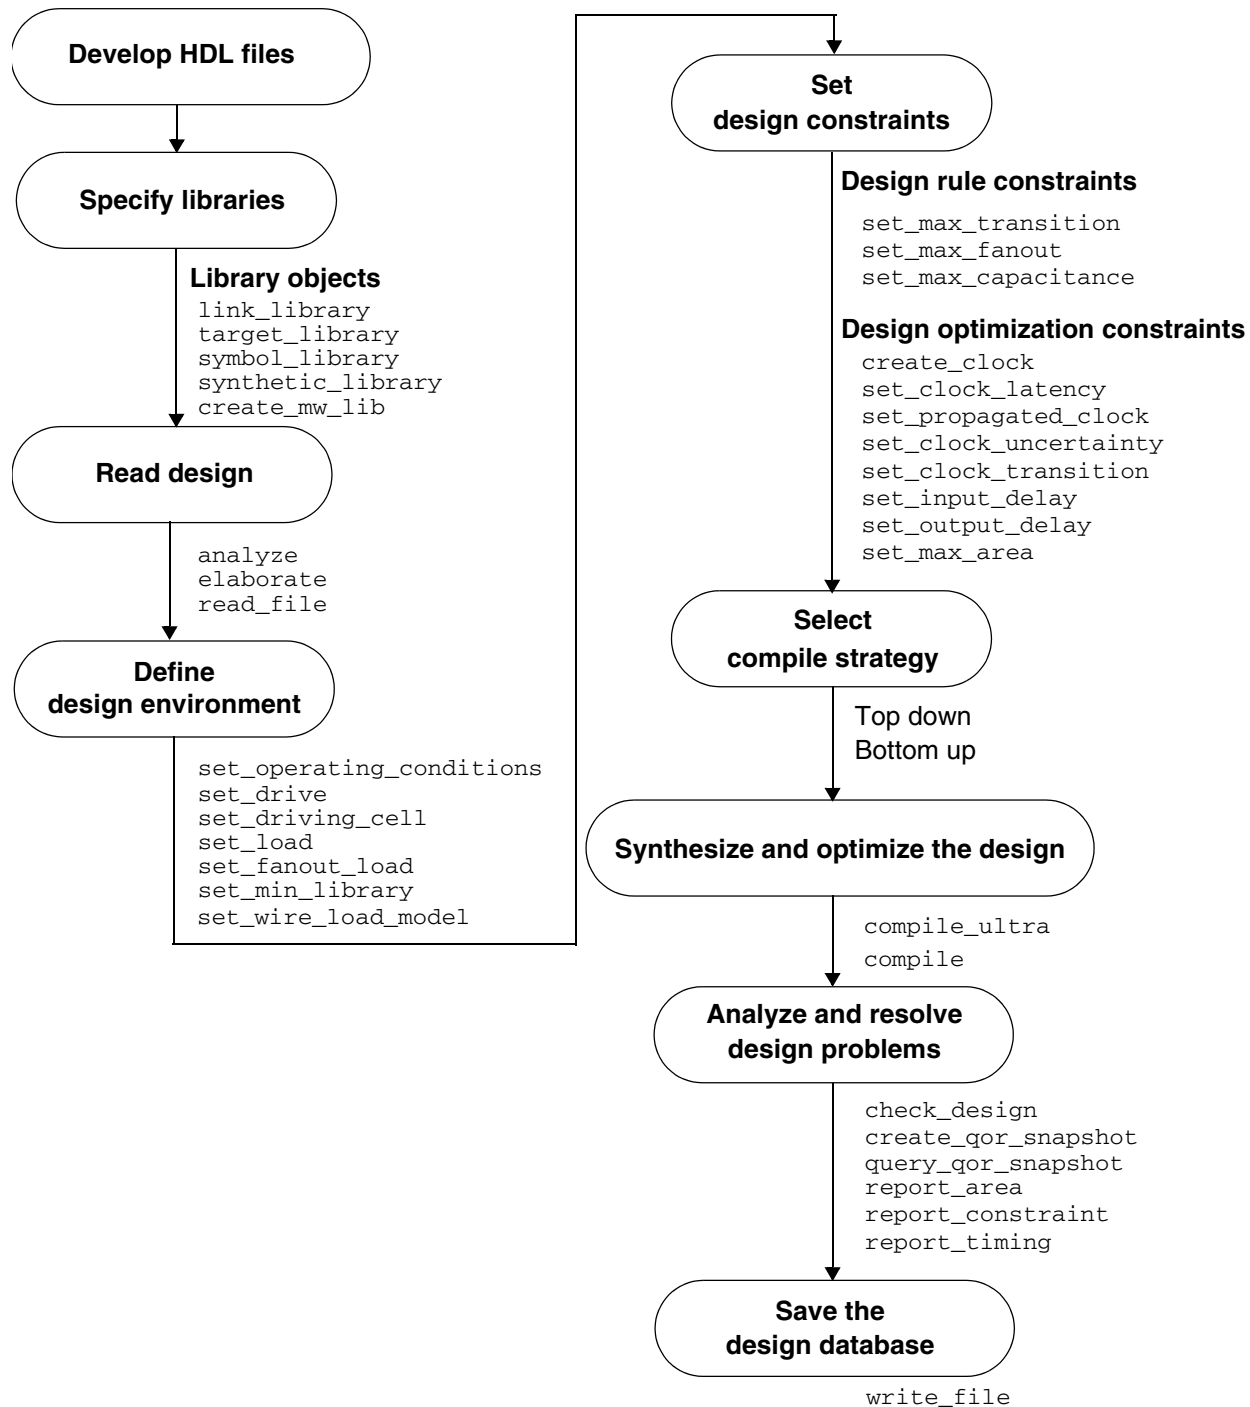 Develop HDL files
Specify libraries
Library objects
link_library
target_library
symbol_library
synthetic_library
create_mw_lib
Read design
analyze
elaborate
read_file
Define
design environment
set_operating_conditions
set_drive
set_driving_cell
set_load
set_fanout_load
set_min_library
set_wire_load_model
Set
design constraints
Design rule constraints
set_max_transition
set_max_fanout
set_max_capacitance
Design optimization constraints
create_clock
set_clock_latency
set_propagated_clock
set_clock_uncertainty
set_clock_transition
set_input_delay
set_output_delay
set_max_area
Select
compile strategy
Top down
Bottom up
Synthesize and optimize the design
compile_ultra
compile
Analyze and resolve
design problems
check_design
create_qor_snapshot
query_qor_snapshot
report_area
report_constraint
report_timing
Save the
design database
write_file